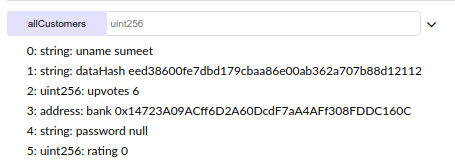 allCustomers uint256
0: string: uname sumeet
1: string: dataHash eed38600fe7dbd179cbaa86e00ab362a707b88d12112
2: uint256: upvotes 6
3: address: bank 0x14723A09ACff6D2A60DcdF7aA4AFf308FDDC160C
4: string: password null
5: uint256: rating 0